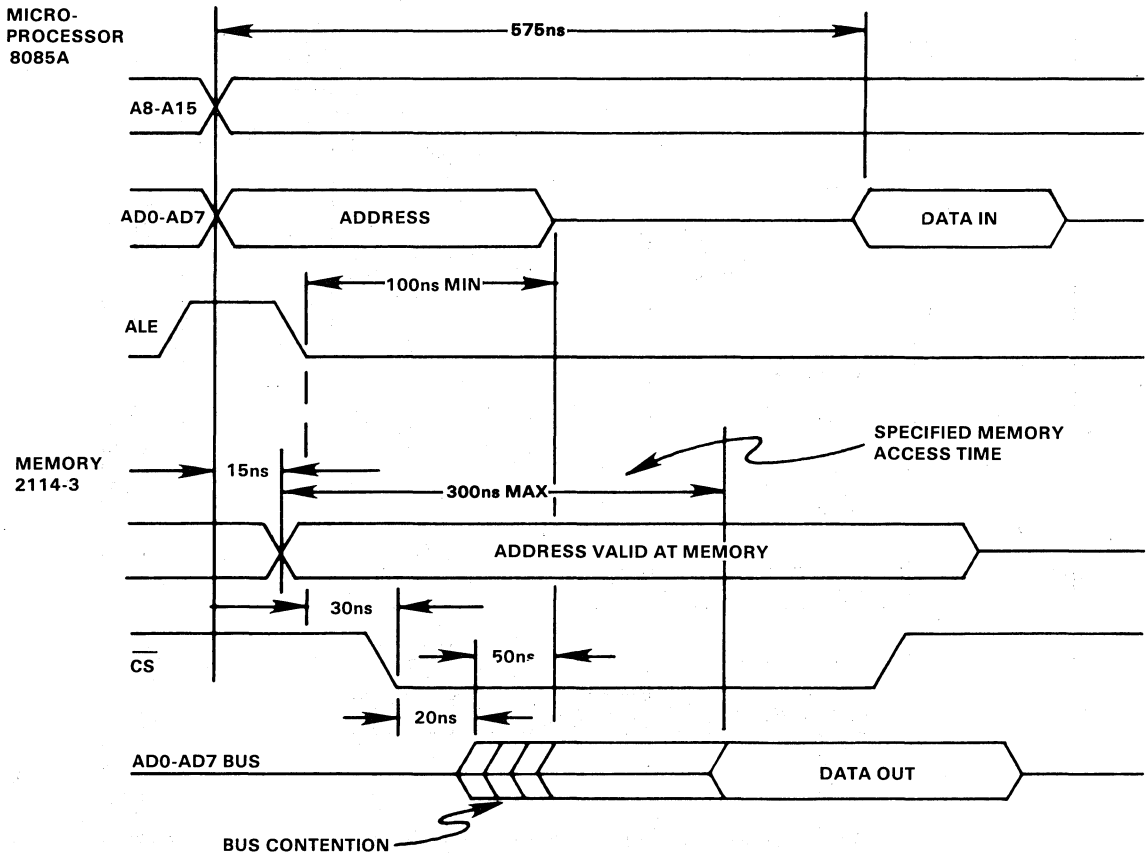 MICRO-
PROCESSOR
8085A
575ns
A8-A15
AD0-AD7
ADDRESS
DATA IN
100ns MIN
ALE
SPECIFIED MEMORY
ACCESS TIME
MEMORY
2114-3
15ns
300ns MAX
ADDRESS VALID AT MEMORY
30ns
CS
50ns
20ns
AD0-AD7 BUS
DATA OUT
BUS CONTENTION